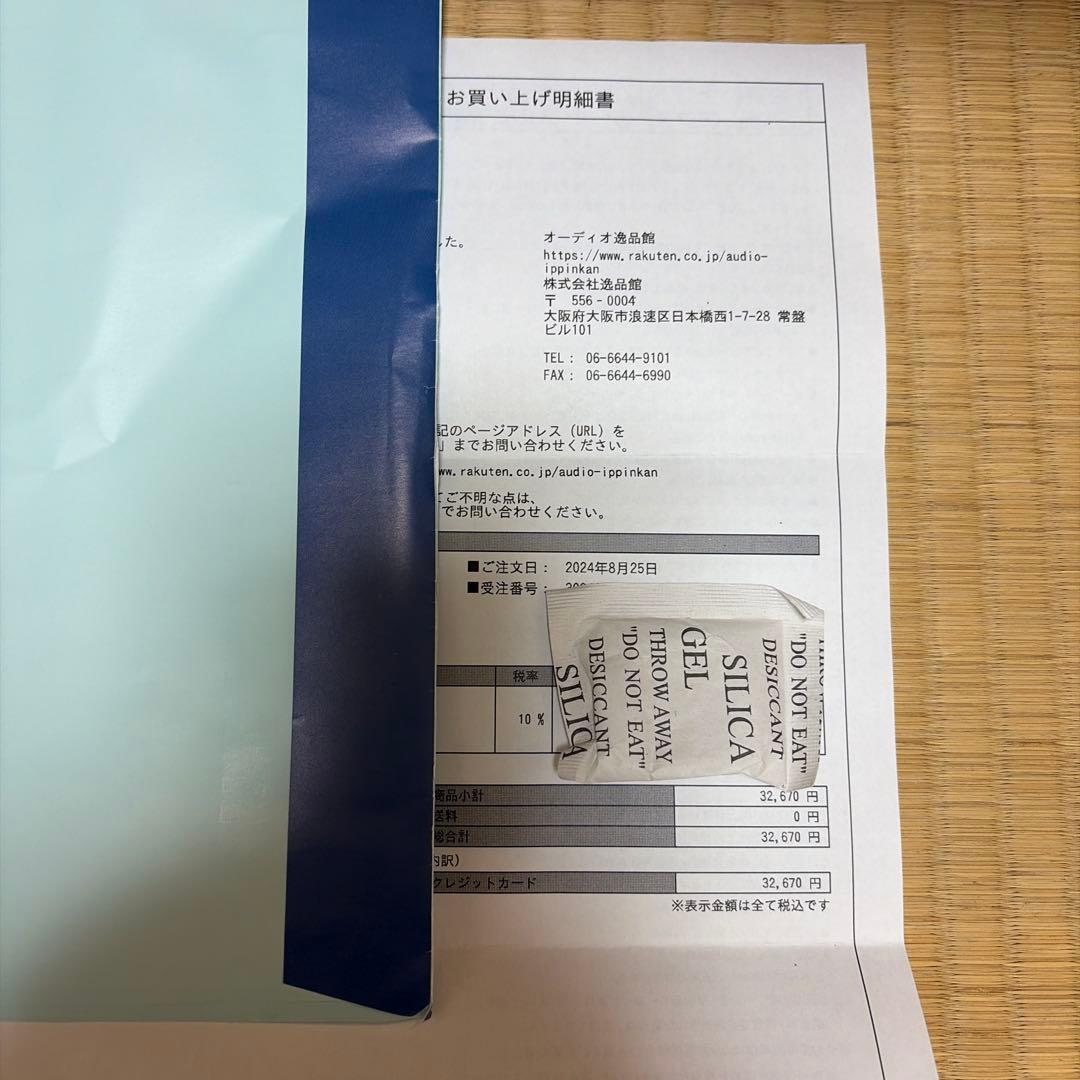 お買い上げ明細書
した。
オーディオ逸品館
https://www.rakuten.co.jp/audio-
ippinkan
株式会社逸品館
〒 556-0004
大阪府大阪市浪速区日本橋西1-7-28 常盤
ビル101
TEL： 06-6644-9101
FAX： 06-6644-6990
記のページアドレス（URL）を
」までお問い合わせください。
ww.rakuten.co.jp/audio-ippinkan
てご不明な点は、
でお問い合わせください。
■ご注文日： 2024年8月25日
■受注番号：
税率
10 %
"DO NOT EAT"
DESICCANT
SILICA
GEL
THROW AWAY
"DO NOT EAT"
DESICCANT
SILICA
商品小計 32,670 円
送料 0 円
総合計 32,670 円
内訳）
クレジットカード 32,670 円
※表示金額は全て税込です